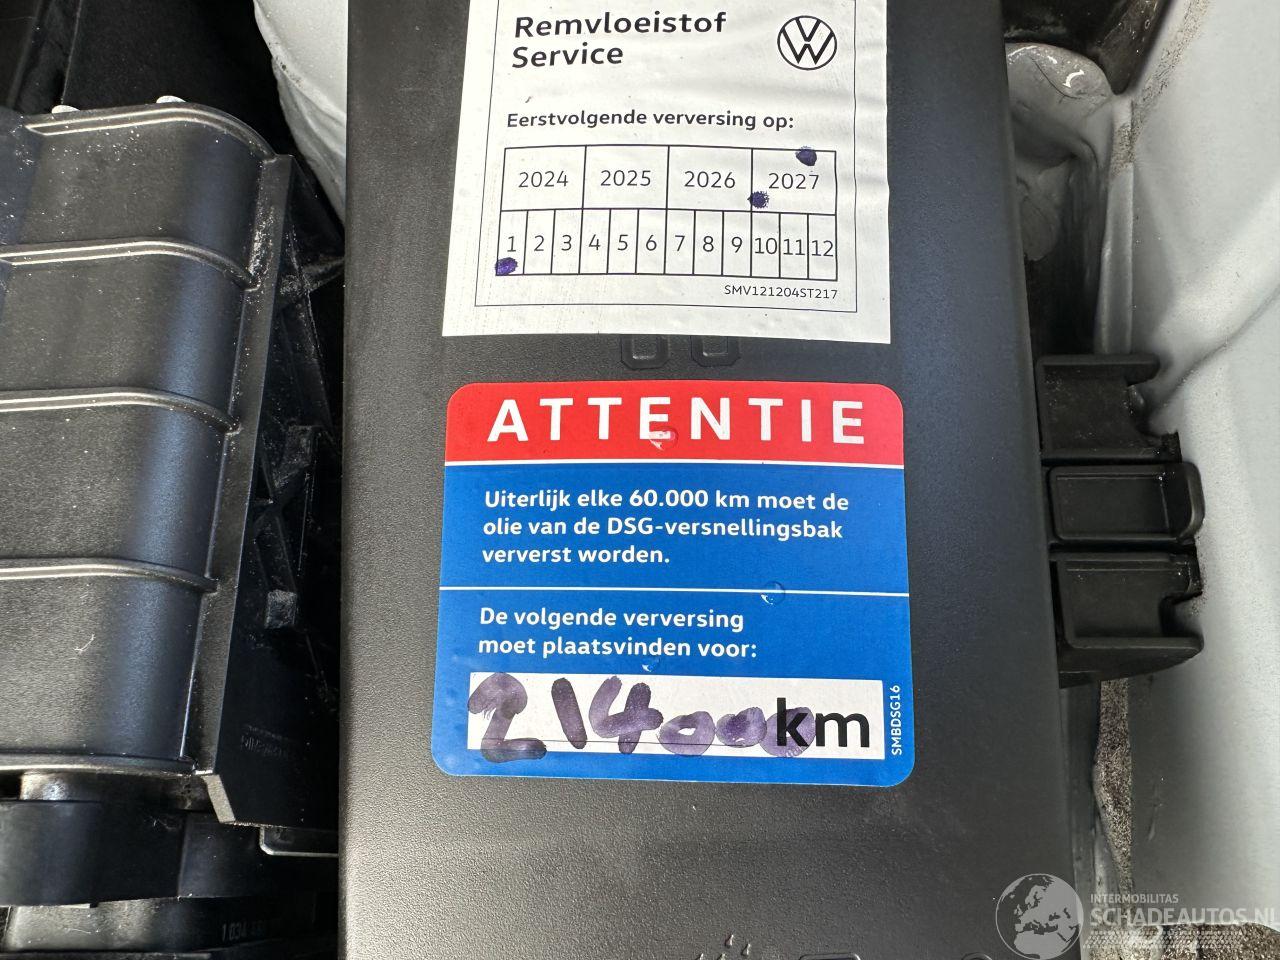 Remvloeistof
Service
Eerstvolgende verversing op:
2024 2025 2026 2027
1 2 3 4 5 6 7 8 9 10 11 12
SMV121204ST217
ATTENTIE
Uiterlijk elke 60.000 km moet de
olie van de DSG-versnellingsbak
ververst worden.
De volgende verversing
moet plaatsvinden voor:
214000 km
SMBDSG16
INTERMOBILITAS
SCHADEAUTOS.NL